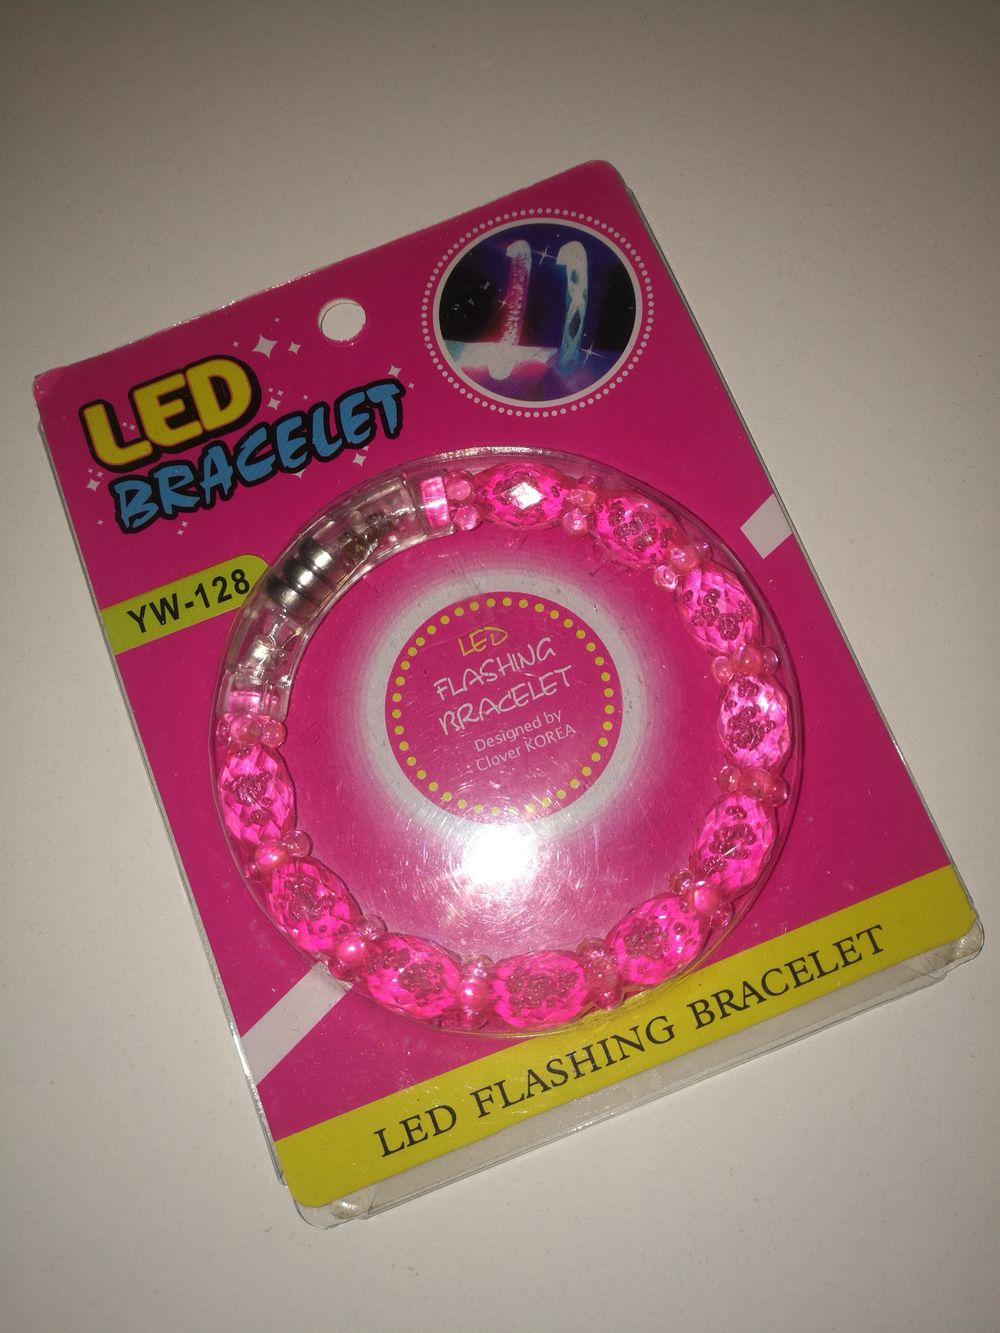 LED
BRACELET
YW-128
LED
FLASHING
BRACELET
Designed by
Clover KOREA
LED FLASHING BRACELET